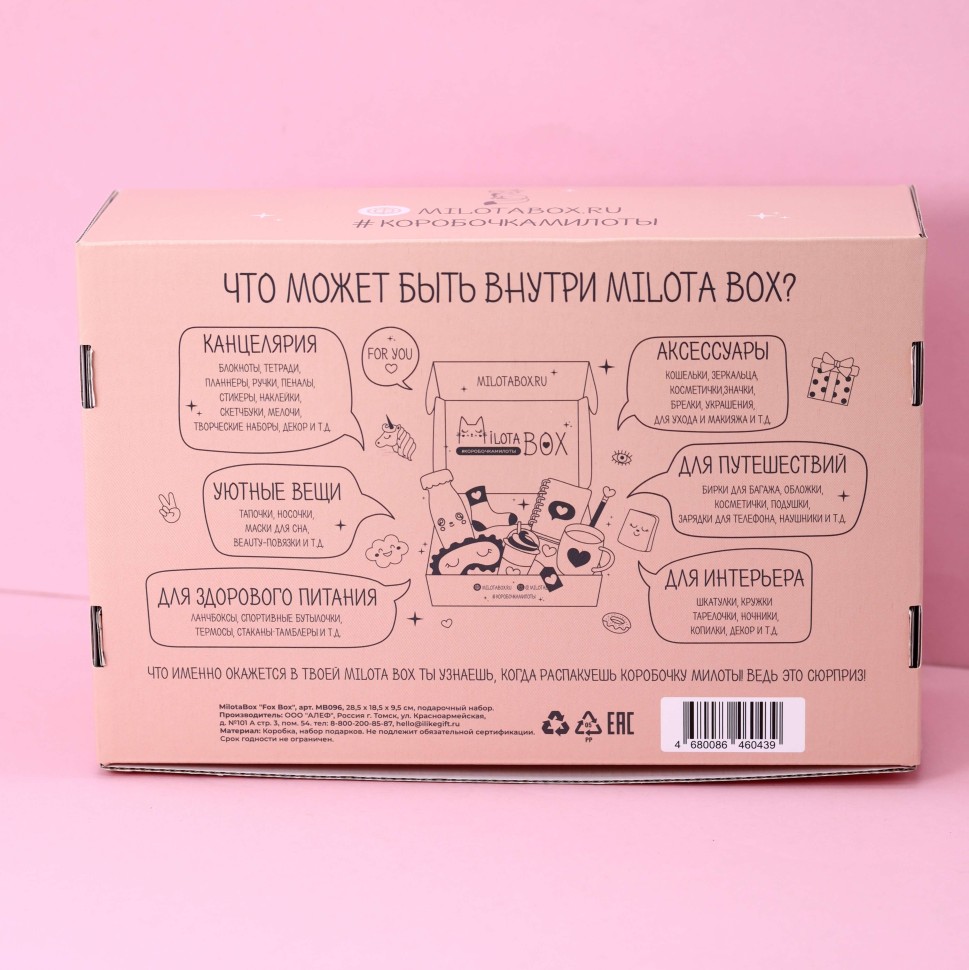 MILOTABOX.RU
#КОРОБОЧКАМИЛОТЫ
ЧТО МОЖЕТ БЫТЬ ВНУТРИ MILOTA BOX?
КАНЦЕЛЯРИЯ
БЛОКНОТЫ, ТЕТРАДИ,
ПЛАННЕРЫ, РУЧКИ, ПЕНАЛЫ,
СТИКЕРЫ, НАКЛЕЙКИ,
СКЕТЧБУКИ, МЕЛОЧИ,
ТВОРЧЕСКИЕ НАБОРЫ, ДЕКОР И Т.Д.
FOR YOU
АКСЕССУАРЫ
КОШЕЛЬКИ, ЗЕРКАЛЬЦА,
КОСМЕТИЧКИ,ЗНАЧКИ,
БРЕЛКИ, УКРАШЕНИЯ,
ДЛЯ УХОДА И МАКИЯЖА И Т.Д.
MILOTABOX.RU
MILOTA BOX
#КОРОБОЧКАМИЛОТЫ
УЮТНЫЕ ВЕЩИ
ТАПОЧКИ, НОСОЧКИ,
МАСКИ ДЛЯ СНА,
BEAUTY-ПОВЯЗКИ И Т.Д.
ДЛЯ ПУТЕШЕСТВИЙ
БИРКИ ДЛЯ БАГАЖА, ОБЛОЖКИ,
КОСМЕТИЧКИ, ПОДУШКИ,
ЗАРЯДКИ ДЛЯ ТЕЛЕФОНА, НАУШНИКИ И Т.Д.
ДЛЯ ЗДОРОВОГО ПИТАНИЯ
ЛАНЧБОКСЫ, СПОРТИВНЫЕ БУТЫЛОЧКИ,
ТЕРМОСЫ, СТАКАНЫ-ТАМБЛЕРЫ И Т.Д.
ДЛЯ ИНТЕРЬЕРА
ШКАТУЛКИ, КРУЖКИ
ТАРЕЛОЧКИ, НОЧНИКИ,
КОПИЛКИ, ДЕКОР И Т.Д.
MILOTABOX.RU
#КОРОБОЧКАМИЛОТЫ
ЧТО ИМЕННО ОКАЖЕТСЯ В ТВОЕЙ MILOTA BOX ТЫ УЗНАЕШЬ, КОГДА РАСПАКУЕШЬ КОРОБОЧКУ МИЛОТЫ! ВЕДЬ ЭТО СЮРПРИЗ!
MilotaBox "Fox Box", арт. MB096, 28,5 x 18,5 x 9,5 см, подарочный набор.
Производитель: ООО "АЛЕФ", Россия г. Томск, ул. Красноармейская,
д. №101 А стр. 3, пом. 54. тел: 8-800-200-85-87, hello@ilikegift.ru
Материал: Коробка, набор подарков. Не подлежит обязательной сертификации.
Срок годности не ограничен.
05
PP
EAC
4 680086 460439